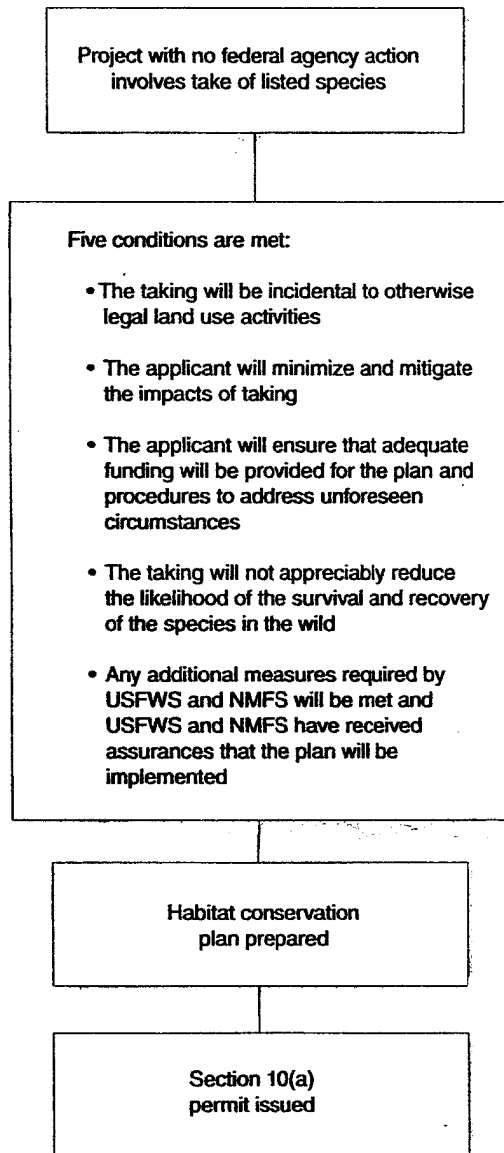 Project with no federal agency action
involves take of listed species
Five conditions are met:
• The taking will be incidental to otherwise
legal land use activities
• The applicant will minimize and mitigate
the impacts of taking
• The applicant will ensure that adequate
funding will be provided for the plan and
procedures to address unforeseen
circumstances
• The taking will not appreciably reduce
the likelihood of the survival and recovery
of the species in the wild
• Any additional measures required by
USFWS and NMFS will be met and
USFWS and NMFS have received
assurances that the plan will be
implemented
Habitat conservation
plan prepared
Section 10(a)
permit issued